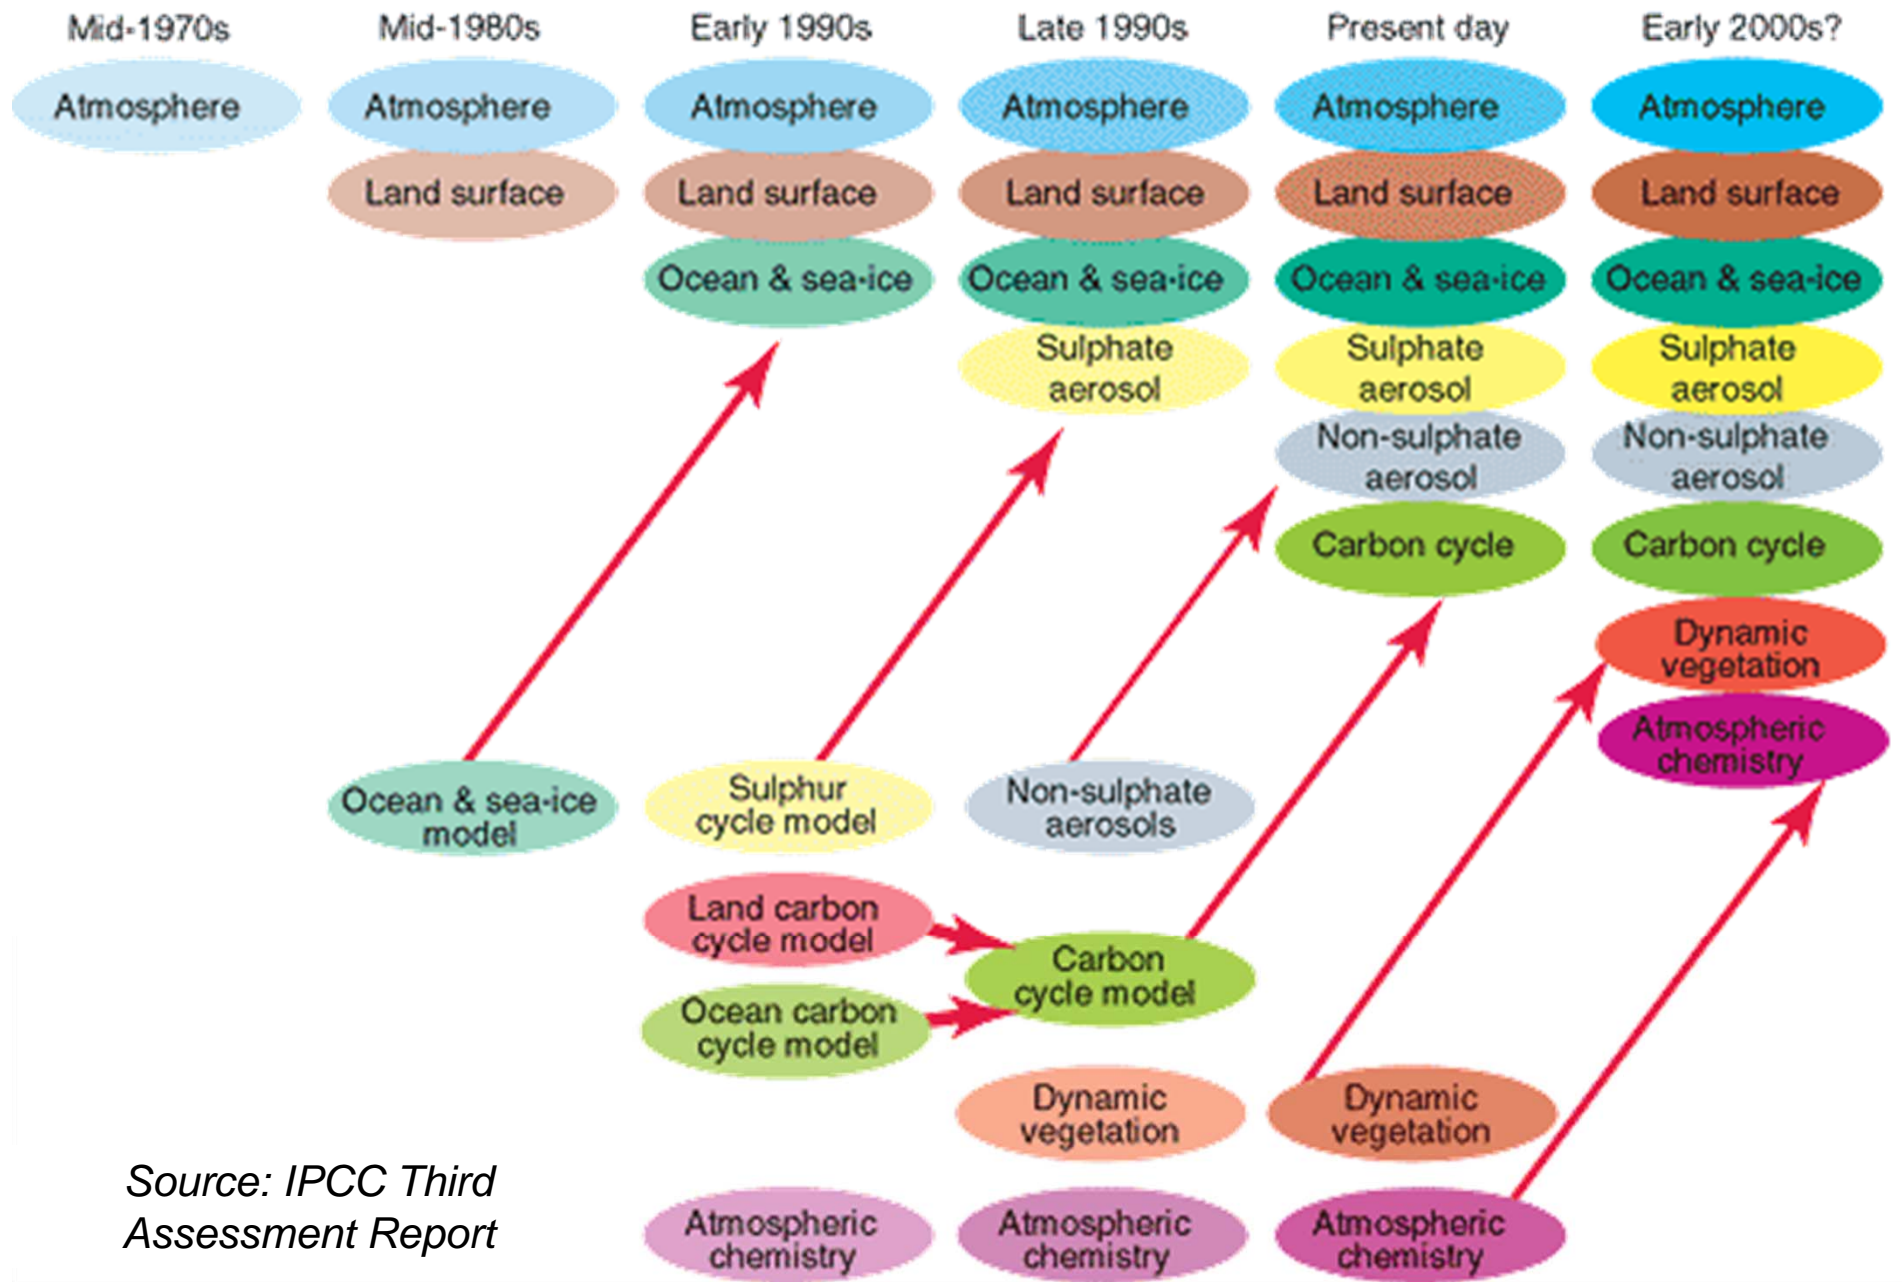 Mid-1970s
Mid-1980s
Early 1990s
Late 1990s
Present day
Early 2000s?
Atmosphere
Atmosphere
Atmosphere
Atmosphere
Atmosphere
Atmosphere
Land surface
Land surface
Land surface
Land surface
Land surface
Ocean & sea-ice
Ocean & sea-ice
Ocean & sea-ice
Ocean & sea-ice
Sulphate
aerosol
Sulphate
aerosol
Sulphate
aerosol
Non-sulphate
aerosol
Non-sulphate
aerosol
Carbon cycle
Carbon cycle
Dynamic
vegetation
Atmospheric
chemistry
Ocean & sea-ice
model
Sulphur
cycle model
Non-sulphate
aerosols
Land carbon
cycle model
Carbon
cycle model
Ocean carbon
cycle model
Dynamic
vegetation
Dynamic
vegetation
Source: IPCC Third
Assessment Report
Atmospheric
chemistry
Atmospheric
chemistry
Atmospheric
chemistry